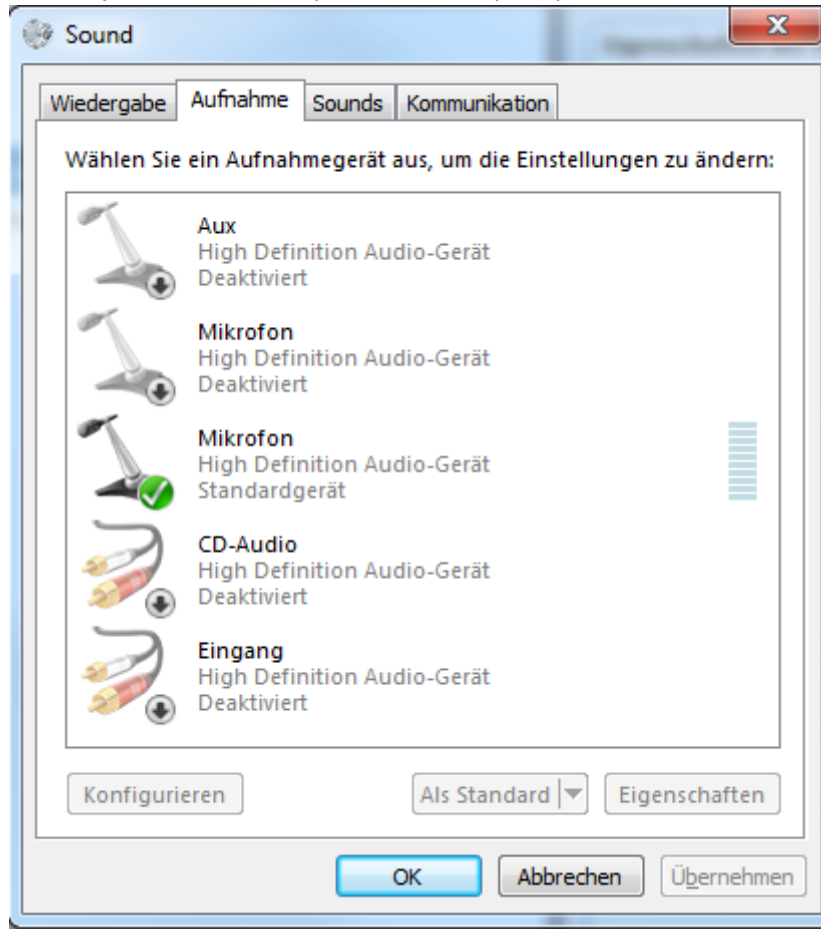 Sound
Wiedergabe
Aufnahme
Sounds
Kommunikation
Wählen Sie ein Aufnahmegerät aus, um die Einstellungen zu ändern:
Aux
High Definition Audio-Gerät
Deaktiviert
Mikrofon
High Definition Audio-Gerät
Deaktiviert
Mikrofon
High Definition Audio-Gerät
Standardgerät
CD-Audio
High Definition Audio-Gerät
Deaktiviert
Eingang
High Definition Audio-Gerät
Deaktiviert
Konfigurieren
Als Standard
Eigenschaften
OK
Abbrechen
Übernehmen